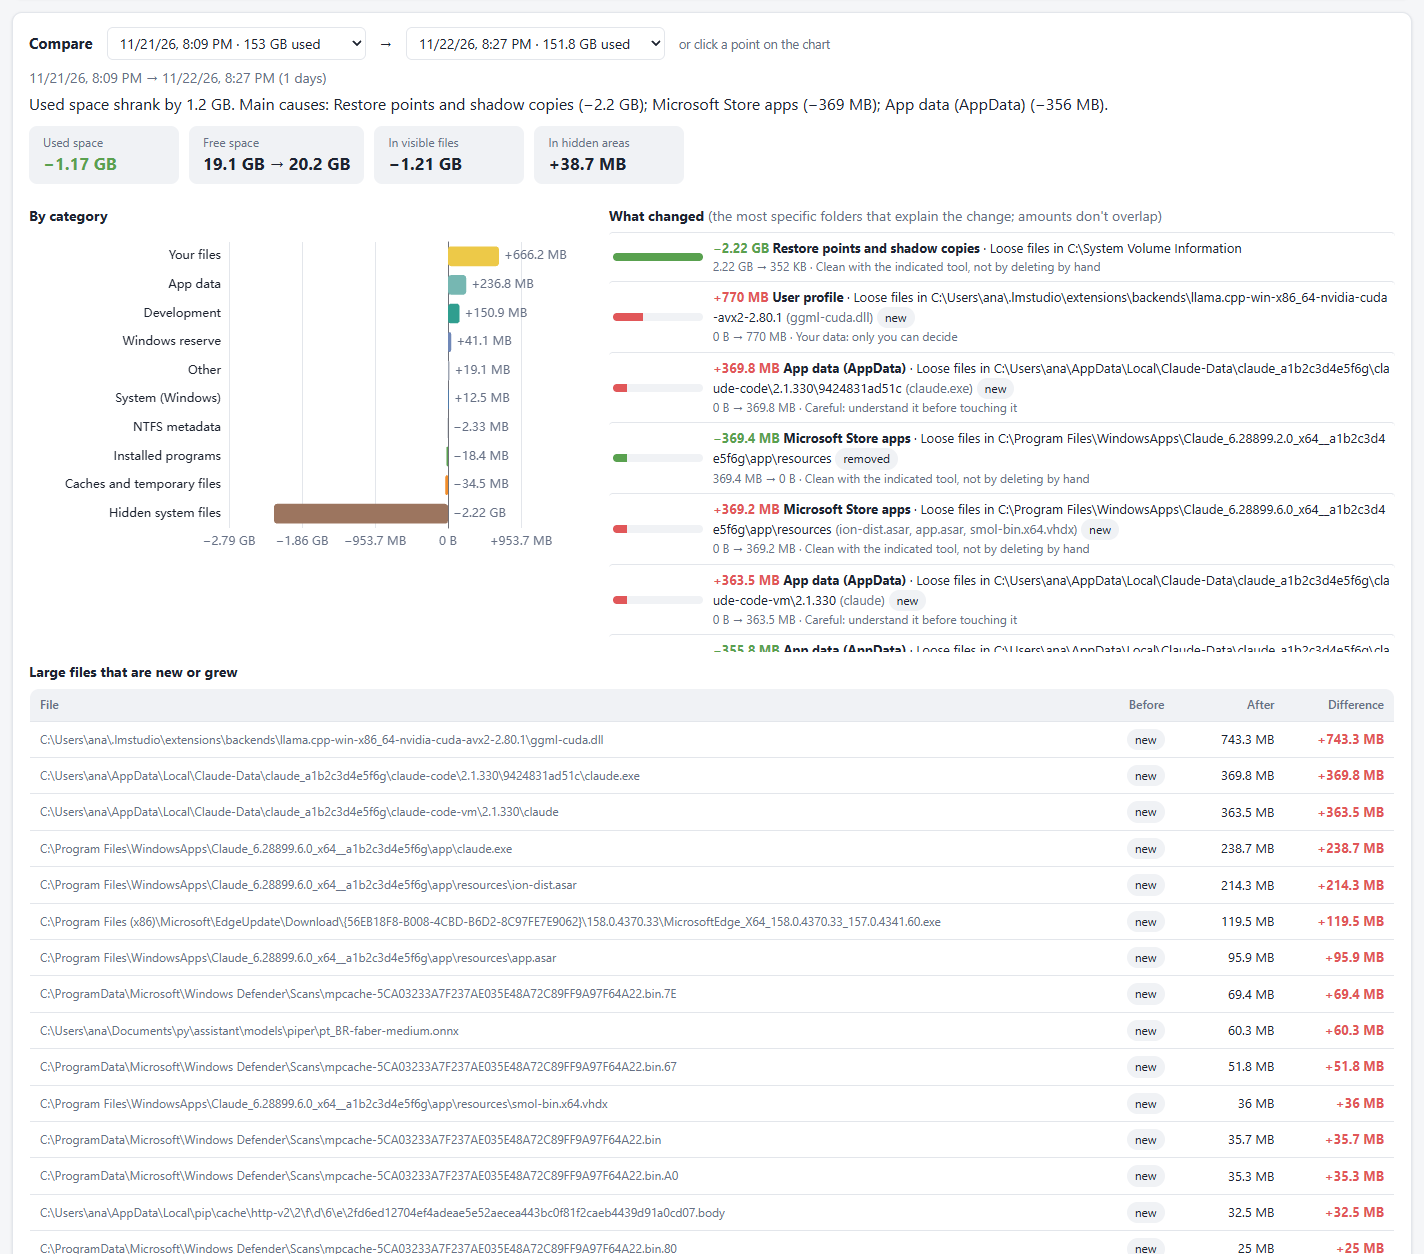 Compare 11/21/26, 8:09 PM · 153 GB used → 11/22/26, 8:27 PM · 151.8 GB used or click a point on the chart
11/21/26, 8:09 PM → 11/22/26, 8:27 PM (1 days)
Used space shrank by 1.2 GB. Main causes: Restore points and shadow copies (−2.2 GB); Microsoft Store apps (−369 MB); App data (AppData) (−356 MB).
Used space
−1.17 GB
Free space
19.1 GB → 20.2 GB
In visible files
−1.21 GB
In hidden areas
+38.7 MB
By category
Your files +666.2 MB
App data +236.8 MB
Development +150.9 MB
Windows reserve +41.1 MB
Other +19.1 MB
System (Windows) +12.5 MB
NTFS metadata −2.33 MB
Installed programs −18.4 MB
Caches and temporary files −34.5 MB
Hidden system files −2.22 GB
−2.79 GB −1.86 GB −953.7 MB 0 B +953.7 MB
What changed (the most specific folders that explain the change; amounts don't overlap)
−2.22 GB Restore points and shadow copies · Loose files in C:\System Volume Information
2.22 GB → 352 KB · Clean with the indicated tool, not by deleting by hand
+770 MB User profile · Loose files in C:\Users\ana\.lmstudio\extensions\backends\llama.cpp-win-x86_64-nvidia-cuda
-avx2-2.80.1 (ggml-cuda.dll) new
0 B → 770 MB · Your data: only you can decide
+369.8 MB App data (AppData) · Loose files in C:\Users\ana\AppData\Local\Claude-Data\claude_a1b2c3d4e5f6g\cla
ude-code\2.1.330\9424831ad51c (claude.exe) new
0 B → 369.8 MB · Careful: understand it before touching it
−369.4 MB Microsoft Store apps · Loose files in C:\Program Files\WindowsApps\Claude_6.28899.2.0_x64__a1b2c3d4
e5f6g\app\resources removed
369.4 MB → 0 B · Clean with the indicated tool, not by deleting by hand
+369.2 MB Microsoft Store apps · Loose files in C:\Program Files\WindowsApps\Claude_6.28899.6.0_x64__a1b2c3d4
e5f6g\app\resources (ion-dist.asar, app.asar, smol-bin.x64.vhdx) new
0 B → 369.2 MB · Clean with the indicated tool, not by deleting by hand
+363.5 MB App data (AppData) · Loose files in C:\Users\ana\AppData\Local\Claude-Data\claude_a1b2c3d4e5f6g\cla
ude-code-vm\2.1.330 (claude) new
0 B → 363.5 MB · Careful: understand it before touching it
−355.8 MB App data (AppData) · Loose files in C:\Users\ana\AppData\Local\Claude-Data\claude_a1b2c3d4e5f6g\cla
Large files that are new or grew
File Before After Difference
C:\Users\ana\.lmstudio\extensions\backends\llama.cpp-win-x86_64-nvidia-cuda-avx2-2.80.1\ggml-cuda.dll new 743.3 MB +743.3 MB
C:\Users\ana\AppData\Local\Claude-Data\claude_a1b2c3d4e5f6g\claude-code\2.1.330\9424831ad51c\claude.exe new 369.8 MB +369.8 MB
C:\Users\ana\AppData\Local\Claude-Data\claude_a1b2c3d4e5f6g\claude-code-vm\2.1.330\claude new 363.5 MB +363.5 MB
C:\Program Files\WindowsApps\Claude_6.28899.6.0_x64__a1b2c3d4e5f6g\app\claude.exe new 238.7 MB +238.7 MB
C:\Program Files\WindowsApps\Claude_6.28899.6.0_x64__a1b2c3d4e5f6g\app\resources\ion-dist.asar new 214.3 MB +214.3 MB
C:\Program Files (x86)\Microsoft\EdgeUpdate\Download\{56EB18F8-B008-4CBD-B6D2-8C97FE7E9062}\158.0.4370.33\MicrosoftEdge_X64_158.0.4370.33_157.0.4341.60.exe new 119.5 MB +119.5 MB
C:\Program Files\WindowsApps\Claude_6.28899.6.0_x64__a1b2c3d4e5f6g\app\resources\app.asar new 95.9 MB +95.9 MB
C:\ProgramData\Microsoft\Windows Defender\Scans\mpcache-5CA03233A7F237AE035E48A72C89FF9A97F64A22.bin.7E new 69.4 MB +69.4 MB
C:\Users\ana\Documents\py\assistant\models\piper\pt_BR-faber-medium.onnx new 60.3 MB +60.3 MB
C:\ProgramData\Microsoft\Windows Defender\Scans\mpcache-5CA03233A7F237AE035E48A72C89FF9A97F64A22.bin.67 new 51.8 MB +51.8 MB
C:\Program Files\WindowsApps\Claude_6.28899.6.0_x64__a1b2c3d4e5f6g\app\resources\smol-bin.x64.vhdx new 36 MB +36 MB
C:\ProgramData\Microsoft\Windows Defender\Scans\mpcache-5CA03233A7F237AE035E48A72C89FF9A97F64A22.bin new 35.7 MB +35.7 MB
C:\ProgramData\Microsoft\Windows Defender\Scans\mpcache-5CA03233A7F237AE035E48A72C89FF9A97F64A22.bin.A0 new 35.3 MB +35.3 MB
C:\Users\ana\AppData\Local\pip\cache\http-v2\2\f\d\6\e\2fd6ed12704ef4adeae5e52aecea443bc0f81f2caeb4439d91a0cd07.body new 32.5 MB +32.5 MB
C:\ProgramData\Microsoft\Windows Defender\Scans\mpcache-5CA03233A7F237AE035E48A72C89FF9A97F64A22.bin.80 new 25 MB +25 MB